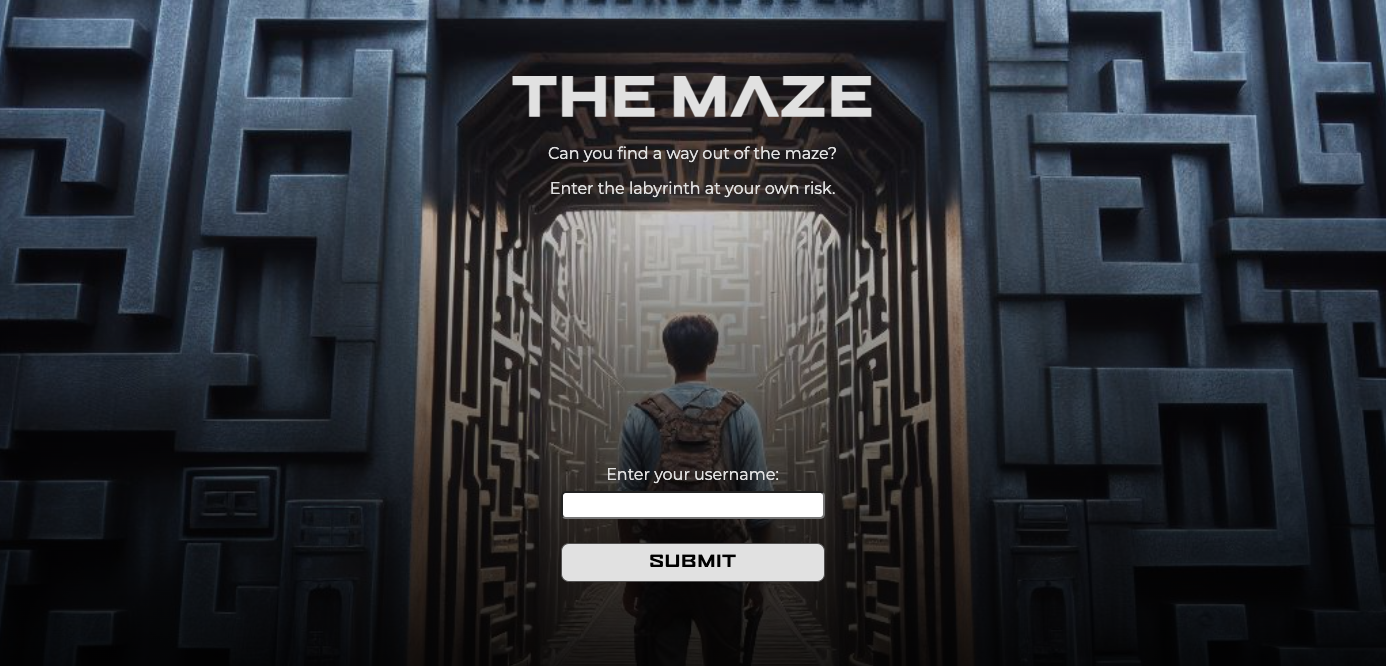 THE MAZE
Can you find a way out of the maze?
Enter the labyrinth at your own risk.
Enter your username:
SUBMIT